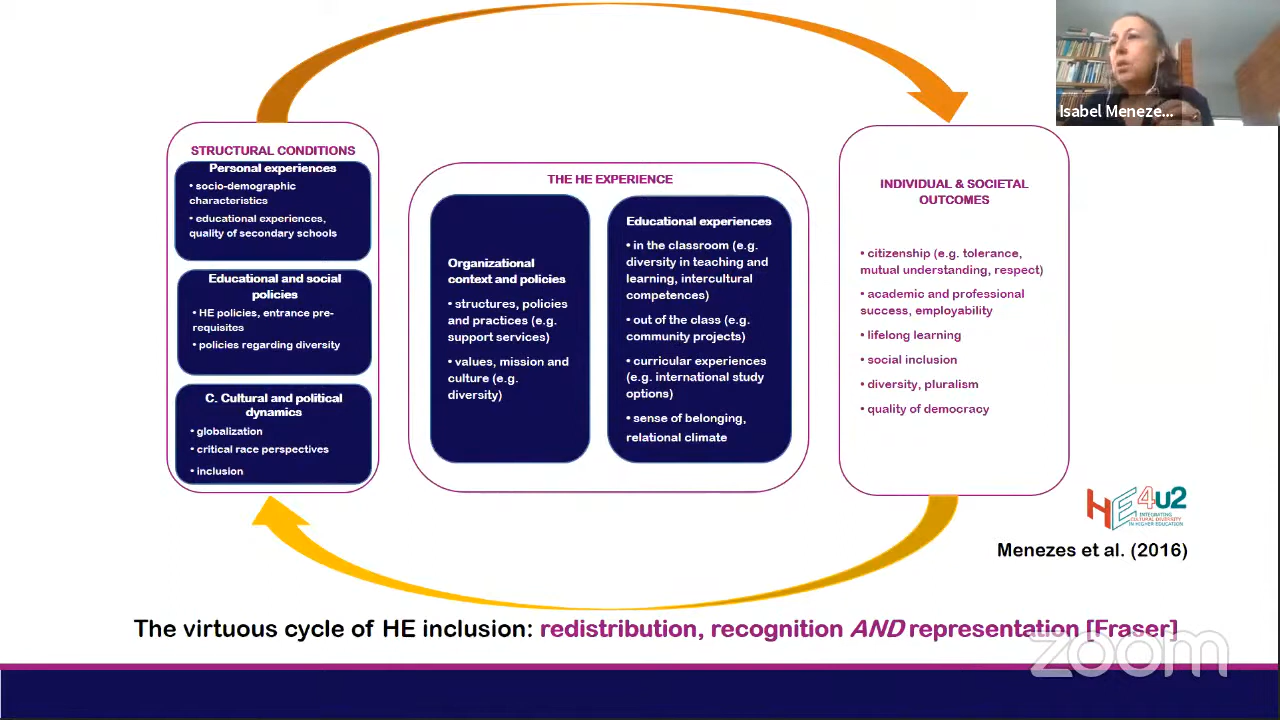 Isabel Meneze...
STRUCTURAL CONDITIONS
Personal experiences
• socio-demographic
characteristics
• educational experiences,
quality of secondary schools
Educational and social
policies
• HE policies, entrance pre-
requisites
• policies regarding diversity
C. Cultural and political
dynamics
• globalization
• critical race perspectives
• inclusion
THE HE EXPERIENCE
Organizational
context and policies
• structures, policies
and practices (e.g.
support services)
• values, mission and
culture (e.g.
diversity)
Educational experiences
• in the classroom (e.g.
diversity in teaching and
learning, intercultural
competences)
• out of the class (e.g.
community projects)
• curricular experiences
(e.g. international study
options)
• sense of belonging,
relational climate
INDIVIDUAL & SOCIETAL
OUTCOMES
• citizenship (e.g. tolerance,
mutual understanding, respect)
• academic and professional
success, employability
• lifelong learning
• social inclusion
• diversity, pluralism
• quality of democracy
HE4u2
INTEGRATING
CULTURAL DIVERSITY
IN HIGHER EDUCATION
Menezes et al. (2016)
The virtuous cycle of HE inclusion: redistribution, recognition AND representation [Fraser]
zoom